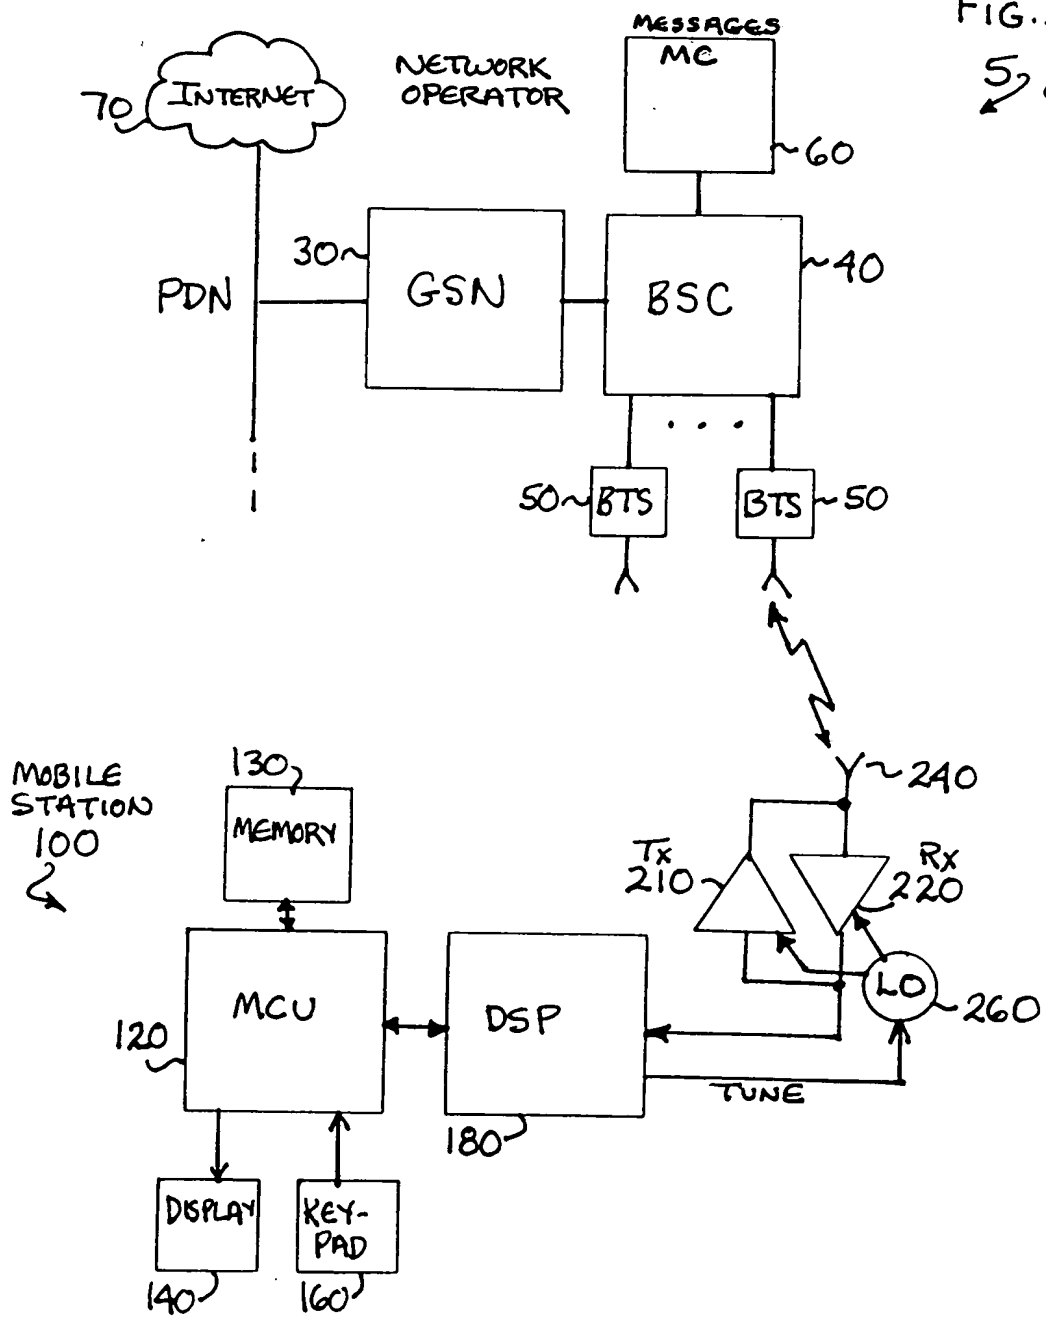 FIG.
5
MESSAGES
MC
60
NETWORK
OPERATOR
INTERNET
70
PDN
30
GSN
BSC
40
50
BTS
BTS
50
240
MOBILE
STATION
100
130
MEMORY
Tx
210
Rx
220
MCU
120
DSP
180
LO
260
TUNE
DISPLAY
140
KEY-
PAD
160